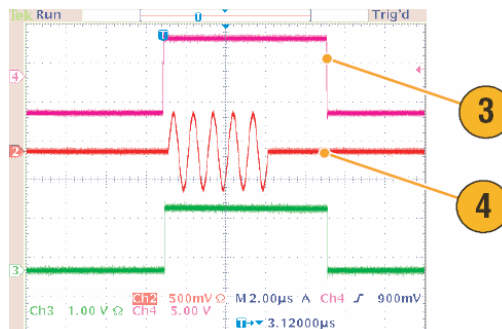 Tek Run Trig'd
U
T
4
3
2
4
3
Ch2 500mV Ω M 2.00µs A Ch4 ʃ 900mV
Ch3 1.00 V Ω Ch4 5.00 V
T→▼ 3.12000µs